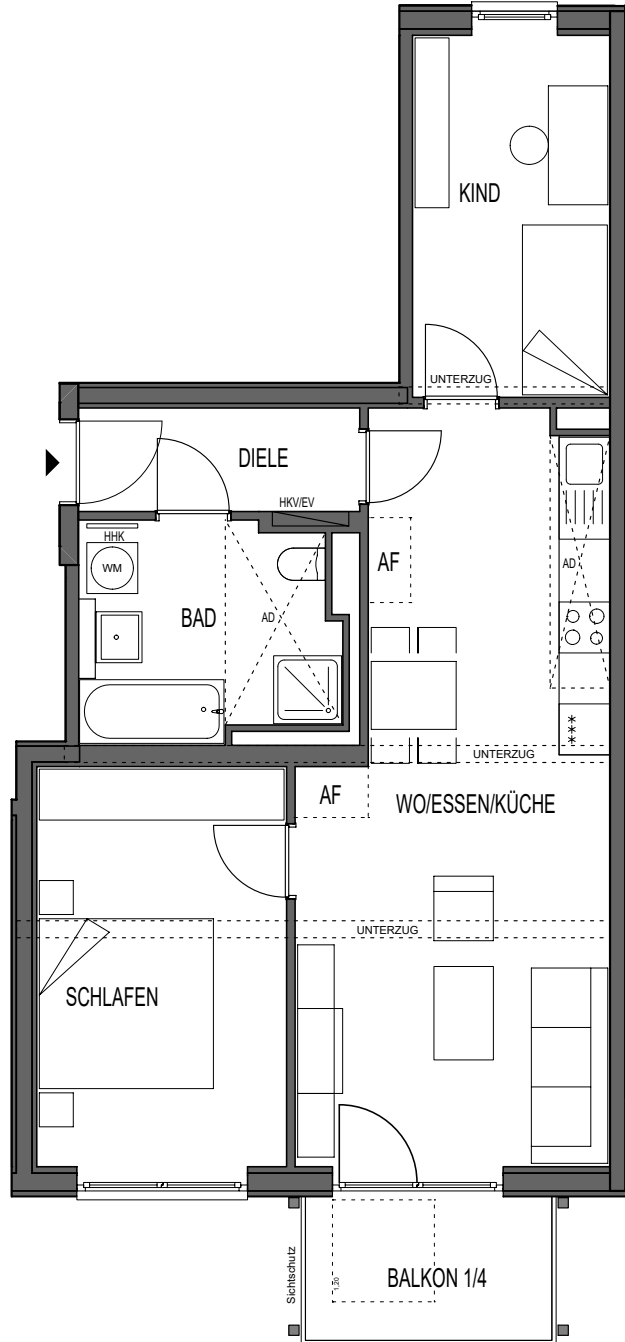 KIND
UNTERZUG
DIELE
HKV/EV
HHK
WM
BAD
AD
AF
AD
***
UNTERZUG
AF
WO/ESSEN/KÜCHE
UNTERZUG
SCHLAFEN
Sichtschutz
1,20
BALKON 1/4